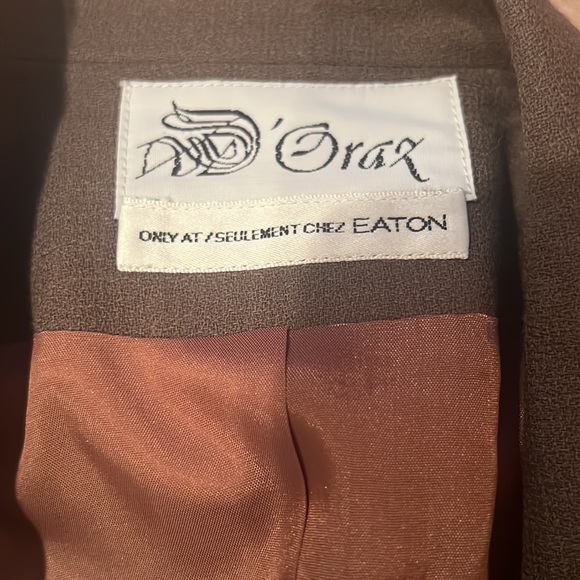 D'Oraz
ONLY AT / SEULEMENT CHEZ EATON